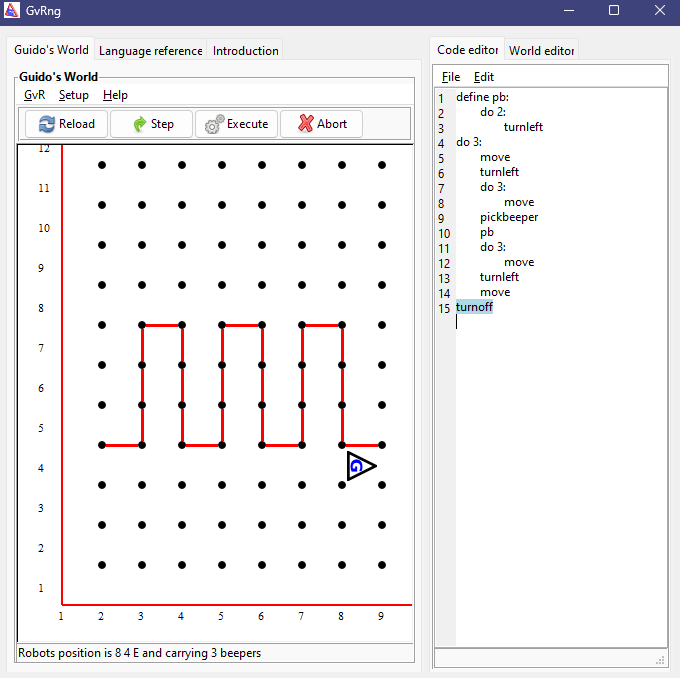 GvRng
Guido's World Language reference Introduction
Guido's World
GvR Setup Help
Reload Step Execute Abort
12
11
10
9
8
7
6
5
4
3
2
1
1 2 3 4 5 6 7 8 9
G
Robots position is 8 4 E and carrying 3 beepers
Code editor World editor
File Edit
1 define pb:
2 do 2:
3 turnleft
4 do 3:
5 move
6 turnleft
7 do 3:
8 move
9 pickbeeper
10 pb
11 do 3:
12 move
13 turnleft
14 move
15 turnoff